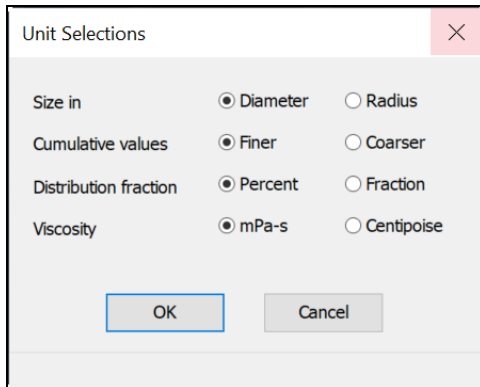 Unit Selections
Size in Diameter Radius
Cumulative values Finer Coarser
Distribution fraction Percent Fraction
Viscosity mPa-s Centipoise
OK Cancel